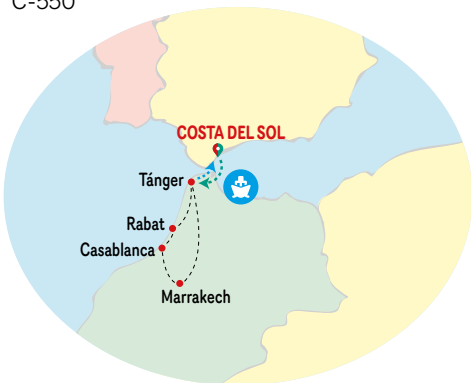 C-550
COSTA DEL SOL
Tánger
Rabat
Casablanca
Marrakech